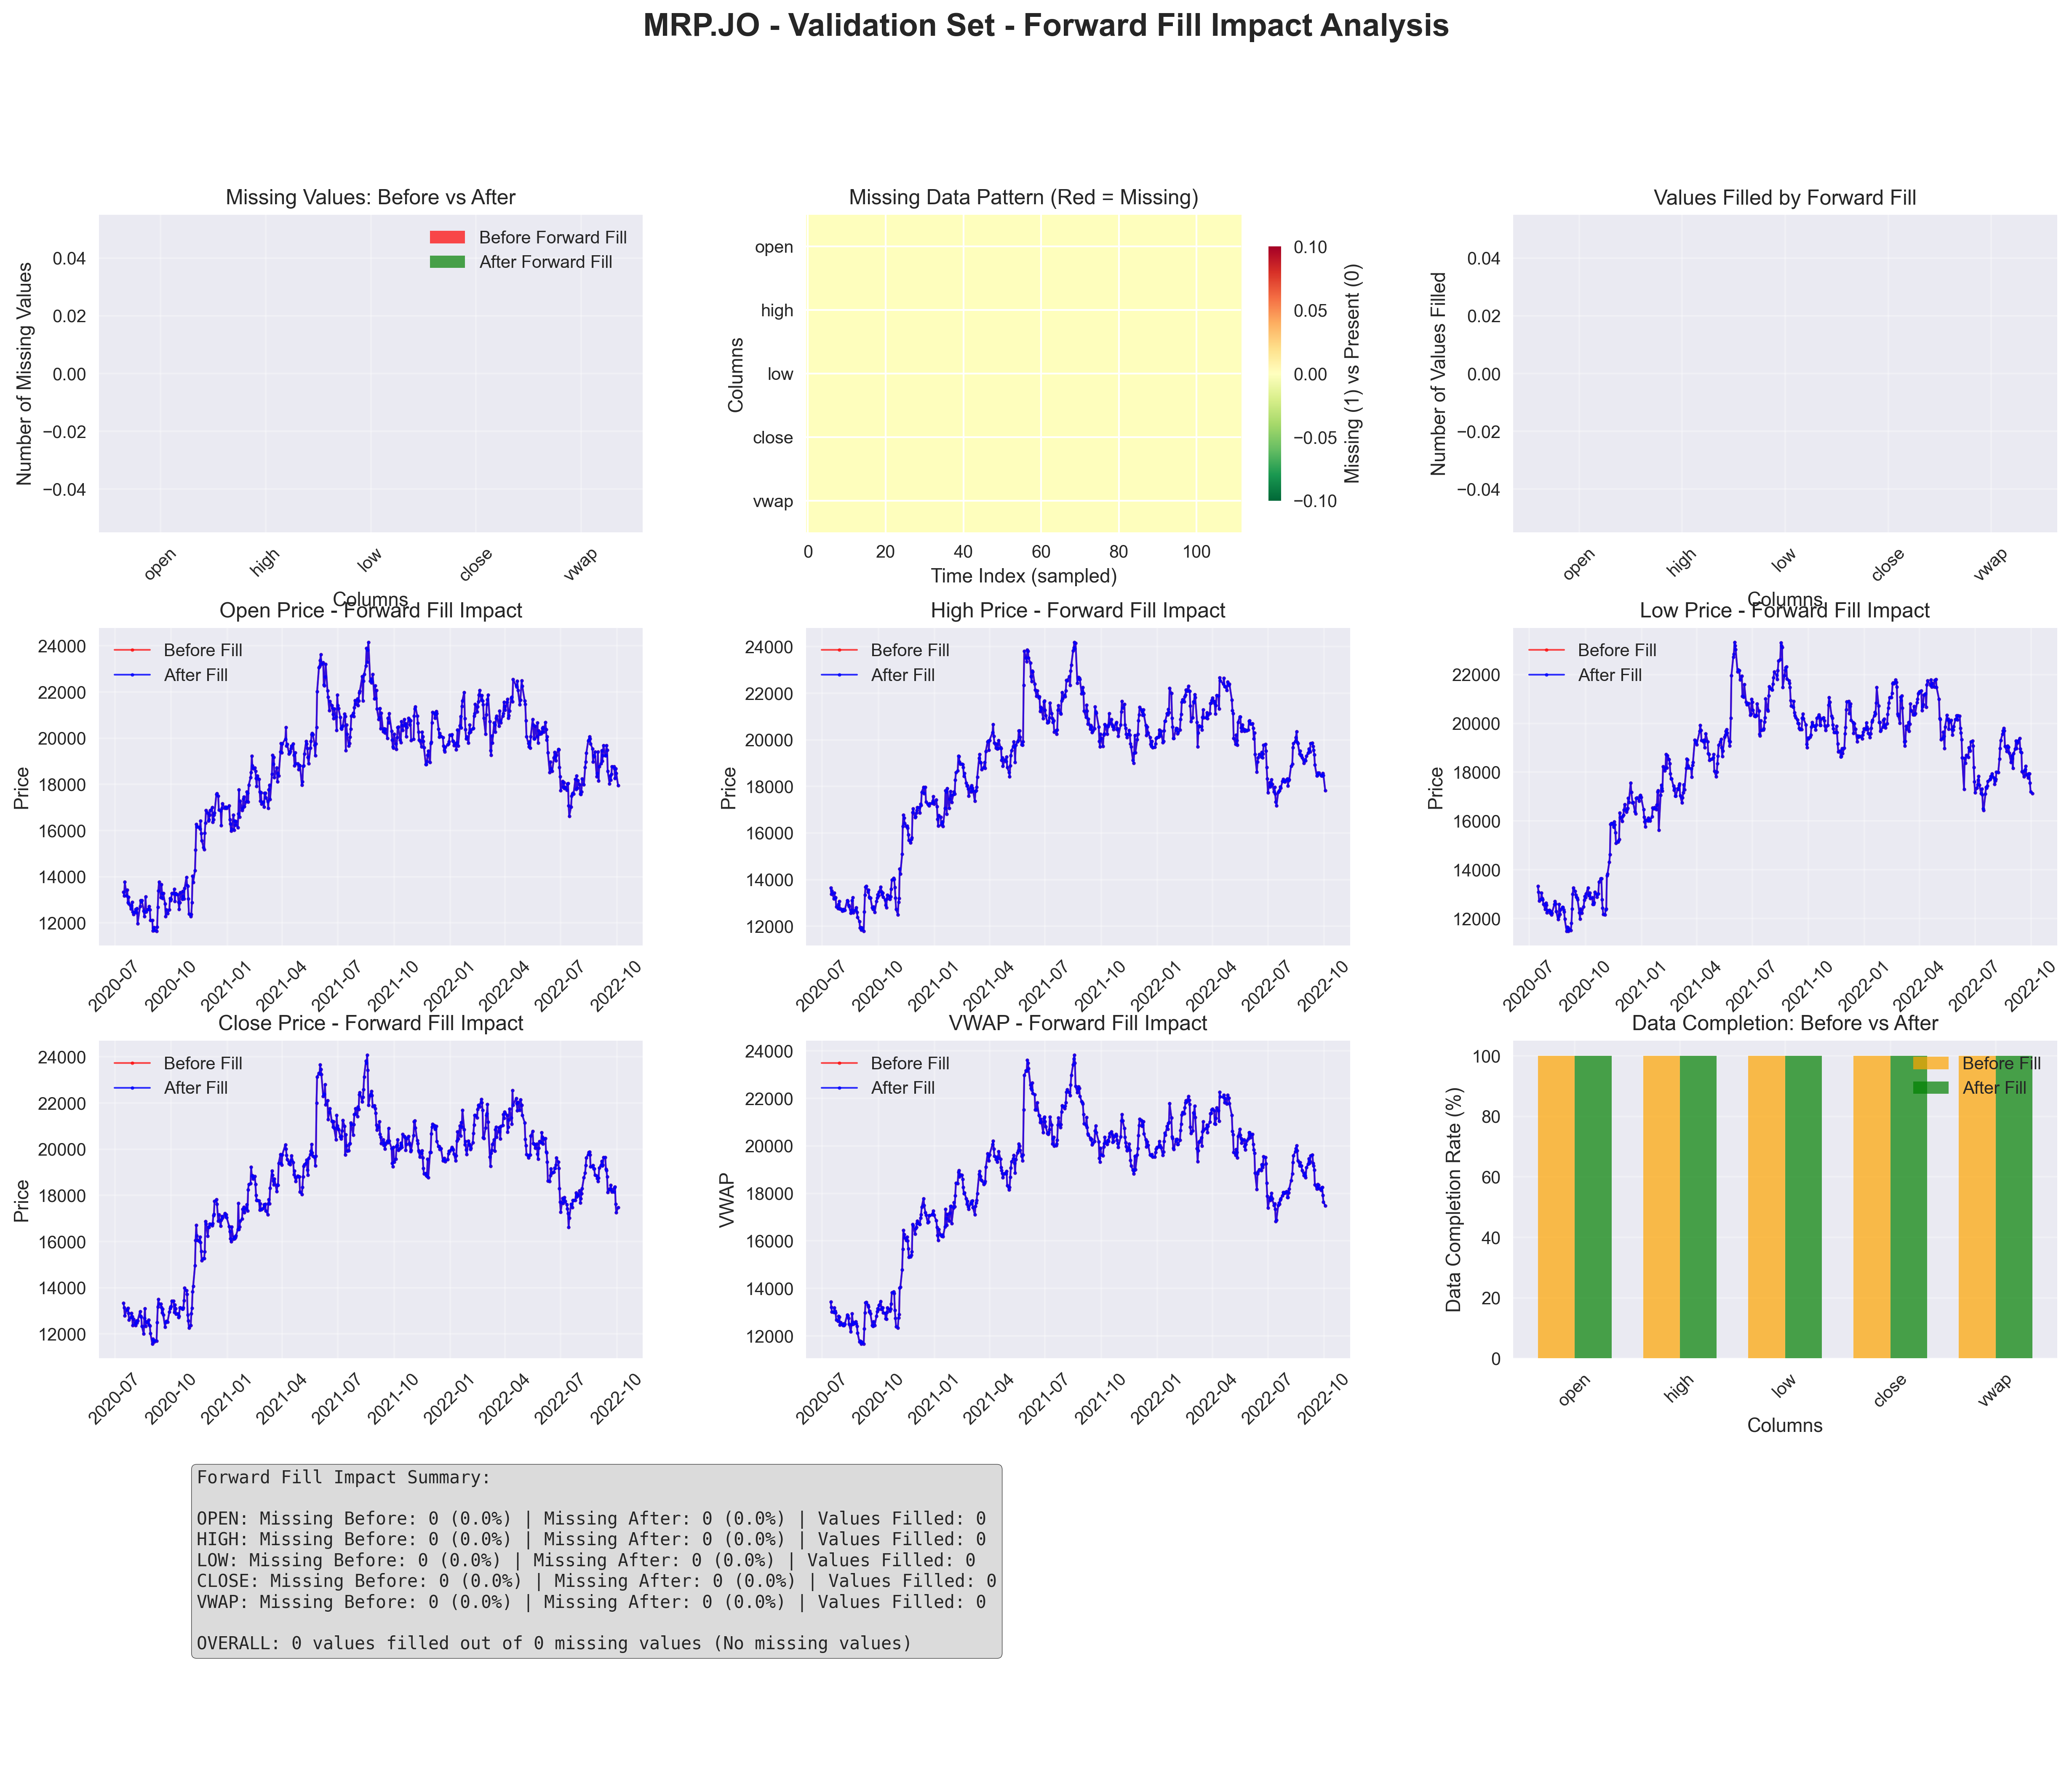 MRP.JO - Validation Set - Forward Fill Impact Analysis
Missing Values: Before vs After
Number of Missing Values
0.04
0.02
0.00
−0.02
−0.04
Before Forward Fill
After Forward Fill
open
high
low
close
vwap
Columns
Missing Data Pattern (Red = Missing)
Columns
open
high
low
close
vwap
0
20
40
60
80
100
Time Index (sampled)
0.10
0.05
0.00
−0.05
−0.10
Missing (1) vs Present (0)
Values Filled by Forward Fill
Number of Values Filled
0.04
0.02
0.00
−0.02
−0.04
open
high
low
close
vwap
Columns
Open Price - Forward Fill Impact
Price
24000
22000
20000
18000
16000
14000
12000
Before Fill
After Fill
2020-07
2020-10
2021-01
2021-04
2021-07
2021-10
2022-01
2022-04
2022-07
2022-10
High Price - Forward Fill Impact
Price
24000
22000
20000
18000
16000
14000
12000
Before Fill
After Fill
2020-07
2020-10
2021-01
2021-04
2021-07
2021-10
2022-01
2022-04
2022-07
2022-10
Low Price - Forward Fill Impact
Price
22000
20000
18000
16000
14000
12000
Before Fill
After Fill
2020-07
2020-10
2021-01
2021-04
2021-07
2021-10
2022-01
2022-04
2022-07
2022-10
Close Price - Forward Fill Impact
Price
24000
22000
20000
18000
16000
14000
12000
Before Fill
After Fill
2020-07
2020-10
2021-01
2021-04
2021-07
2021-10
2022-01
2022-04
2022-07
2022-10
VWAP - Forward Fill Impact
VWAP
24000
22000
20000
18000
16000
14000
12000
Before Fill
After Fill
2020-07
2020-10
2021-01
2021-04
2021-07
2021-10
2022-01
2022-04
2022-07
2022-10
Data Completion: Before vs After
Data Completion Rate (%)
100
80
60
40
20
0
Before Fill
After Fill
open
high
low
close
vwap
Columns
Forward Fill Impact Summary:
OPEN: Missing Before: 0 (0.0%) | Missing After: 0 (0.0%) | Values Filled: 0
HIGH: Missing Before: 0 (0.0%) | Missing After: 0 (0.0%) | Values Filled: 0
LOW: Missing Before: 0 (0.0%) | Missing After: 0 (0.0%) | Values Filled: 0
CLOSE: Missing Before: 0 (0.0%) | Missing After: 0 (0.0%) | Values Filled: 0
VWAP: Missing Before: 0 (0.0%) | Missing After: 0 (0.0%) | Values Filled: 0
OVERALL: 0 values filled out of 0 missing values (No missing values)